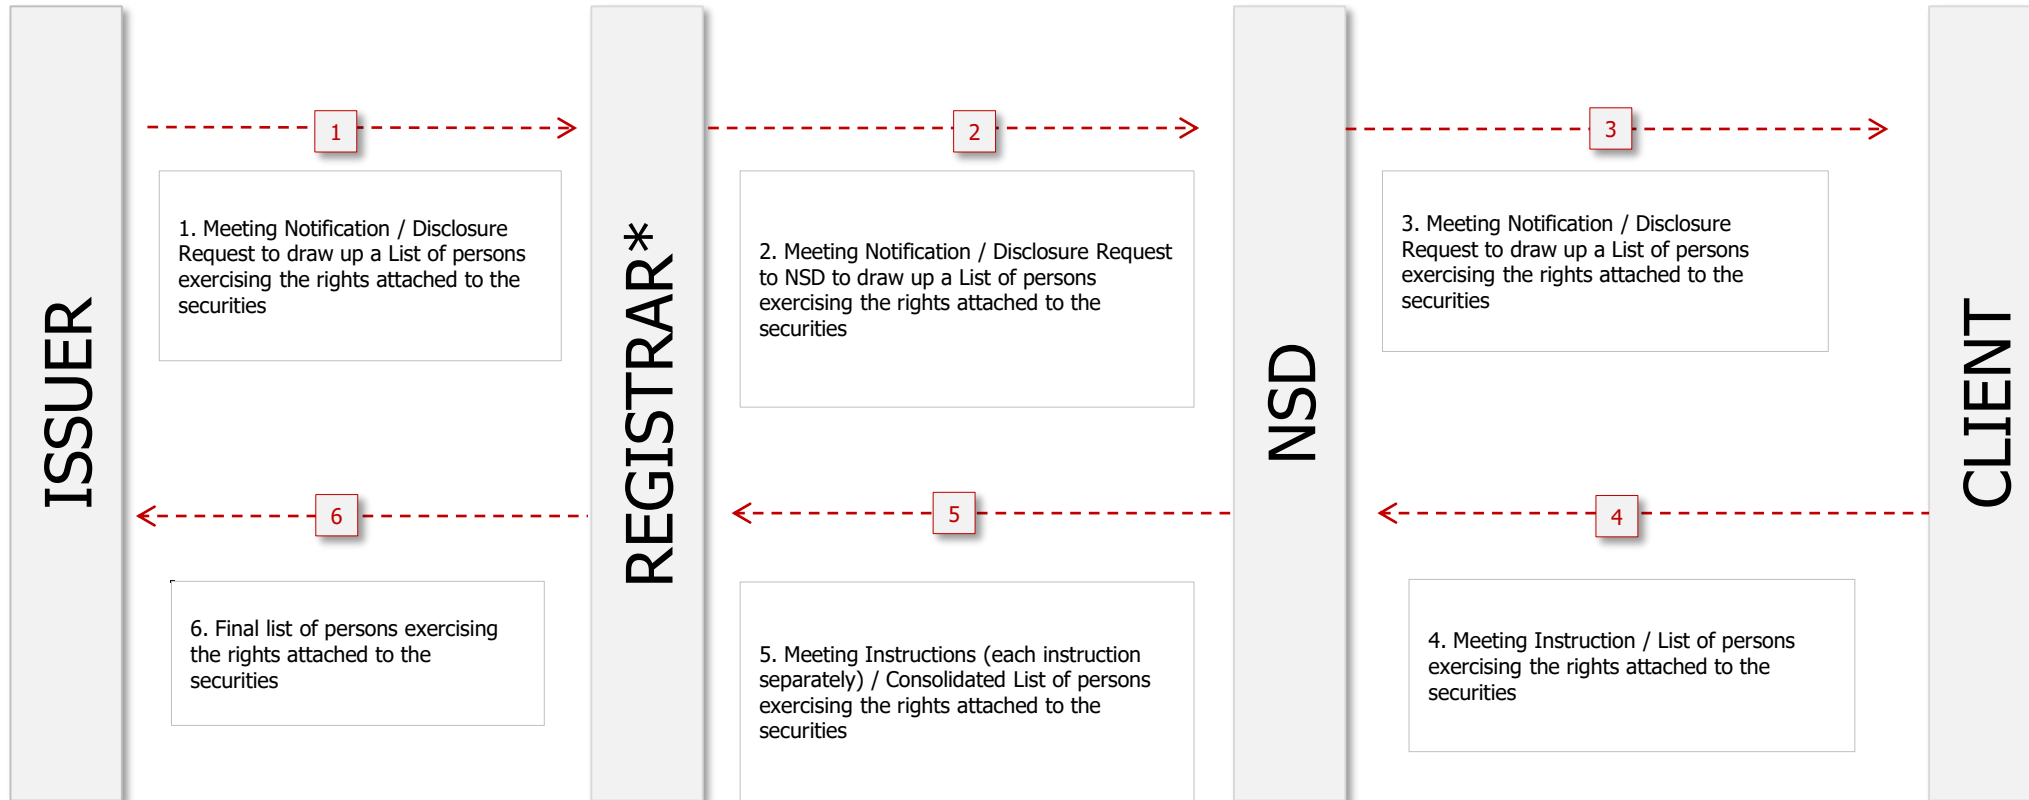 ISSUER
REGISTRAR*
NSD
CLIENT
1
2
3
1. Meeting Notification / Disclosure
Request to draw up a List of persons
exercising the rights attached to the
securities
2. Meeting Notification / Disclosure Request
to NSD to draw up a List of persons
exercising the rights attached to the
securities
3. Meeting Notification / Disclosure
Request to draw up a List of persons
exercising the rights attached to the
securities
6
5
4
6. Final list of persons exercising
the rights attached to the
securities
5. Meeting Instructions (each instruction
separately) / Consolidated List of persons
exercising the rights attached to the
securities
4. Meeting Instruction / List of persons
exercising the rights attached to the
securities